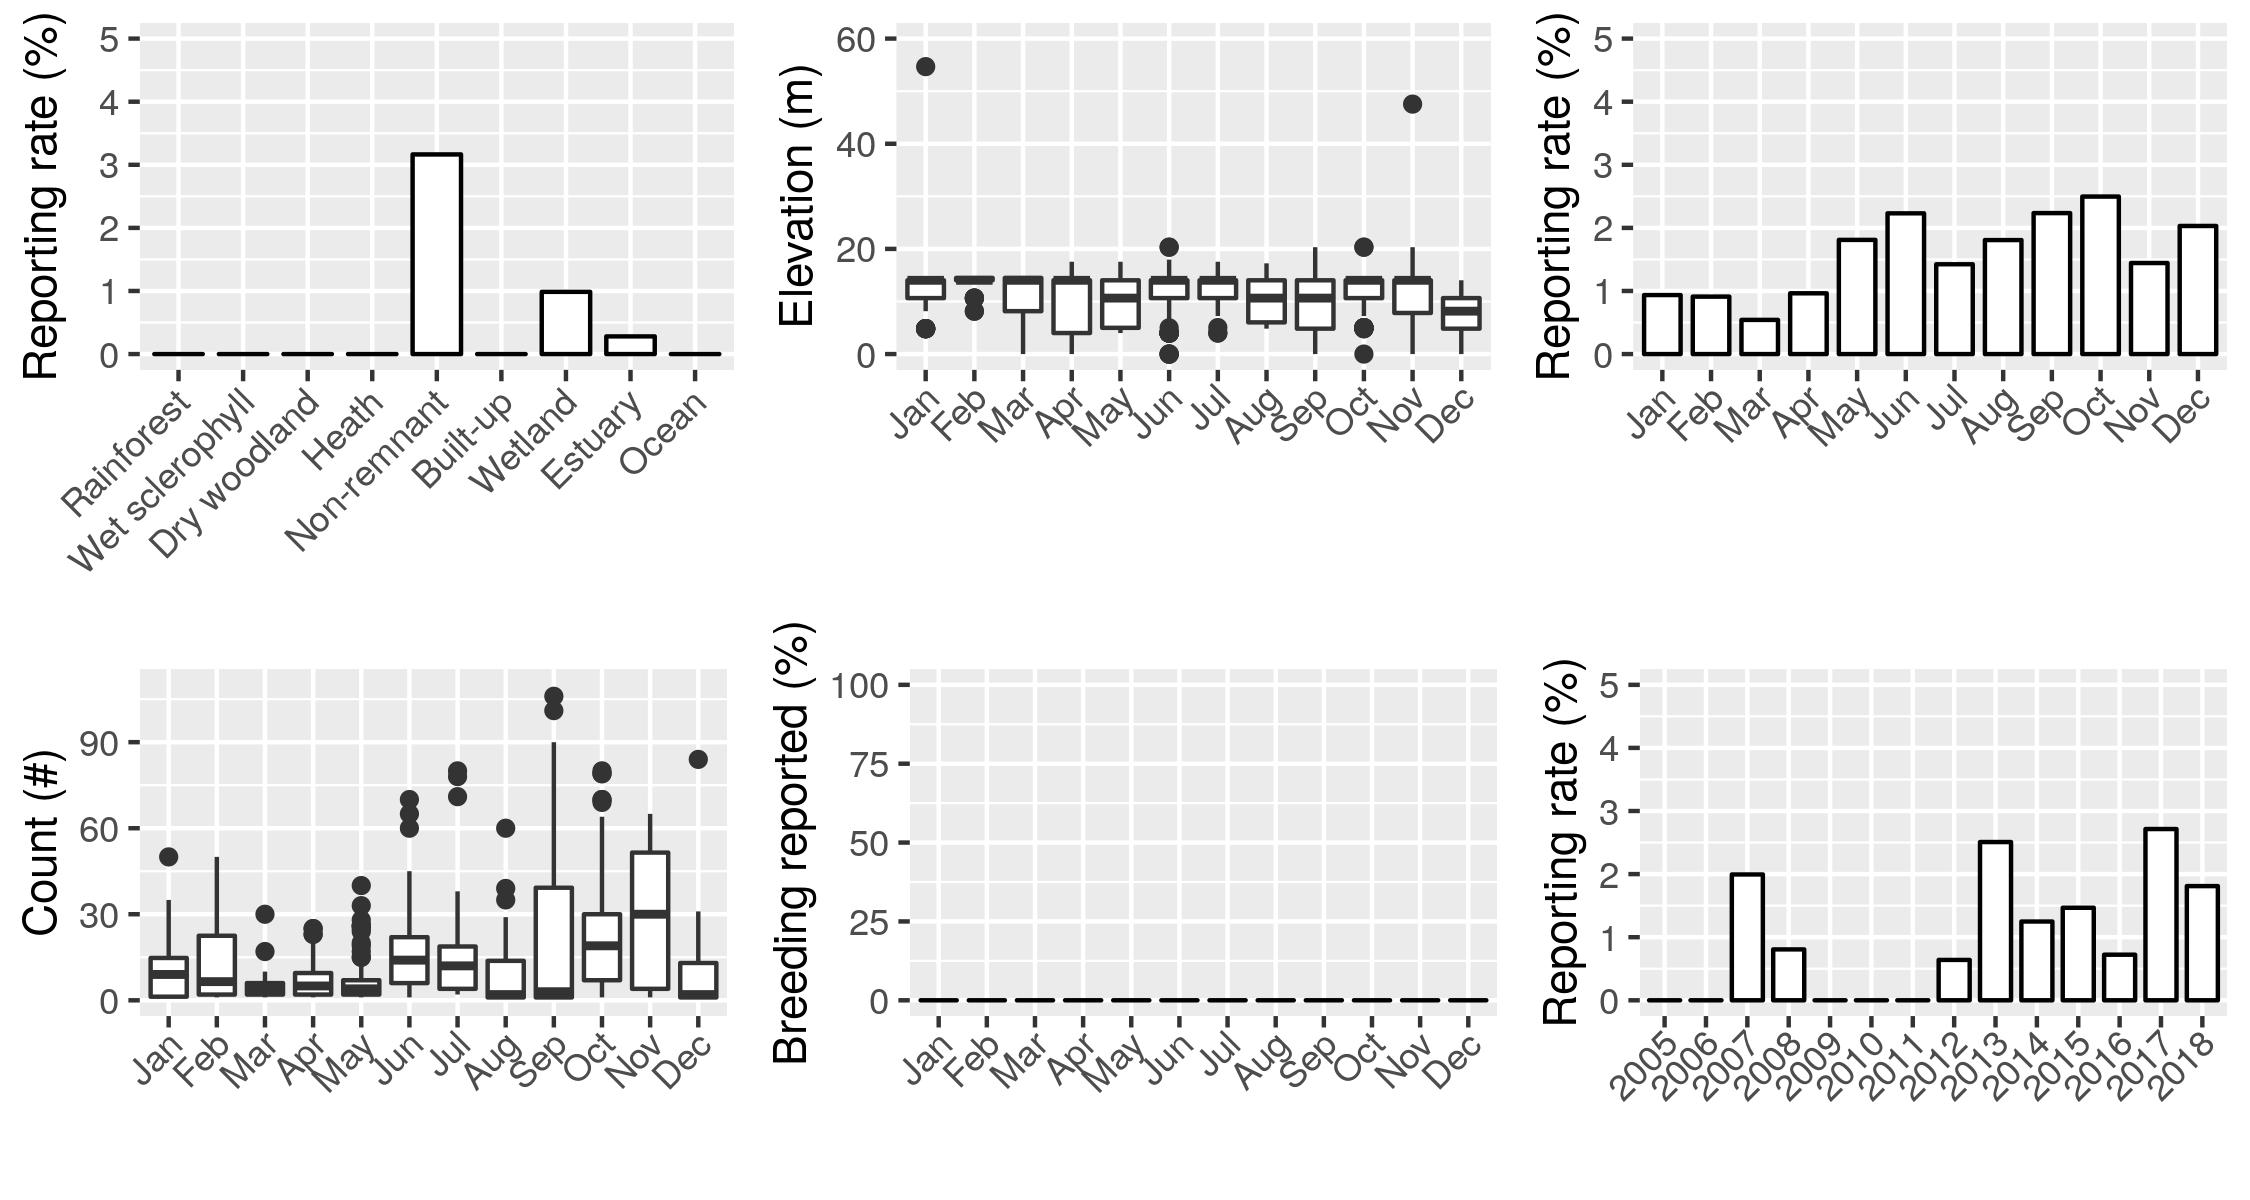 Reporting rate (%)
5
4
3
2
1
0
Rainforest
Wet sclerophyll
Dry woodland
Heath
Non-remnant
Built-up
Wetland
Estuary
Ocean
Elevation (m)
60
40
20
0
Jan
Feb
Mar
Apr
May
Jun
Jul
Aug
Sep
Oct
Nov
Dec
Reporting rate (%)
5
4
3
2
1
0
Jan
Feb
Mar
Apr
May
Jun
Jul
Aug
Sep
Oct
Nov
Dec
Count (#)
90
60
30
0
Jan
Feb
Mar
Apr
May
Jun
Jul
Aug
Sep
Oct
Nov
Dec
Breeding reported (%)
100
75
50
25
0
Jan
Feb
Mar
Apr
May
Jun
Jul
Aug
Sep
Oct
Nov
Dec
Reporting rate (%)
5
4
3
2
1
0
2005
2006
2007
2008
2009
2010
2011
2012
2013
2014
2015
2016
2017
2018